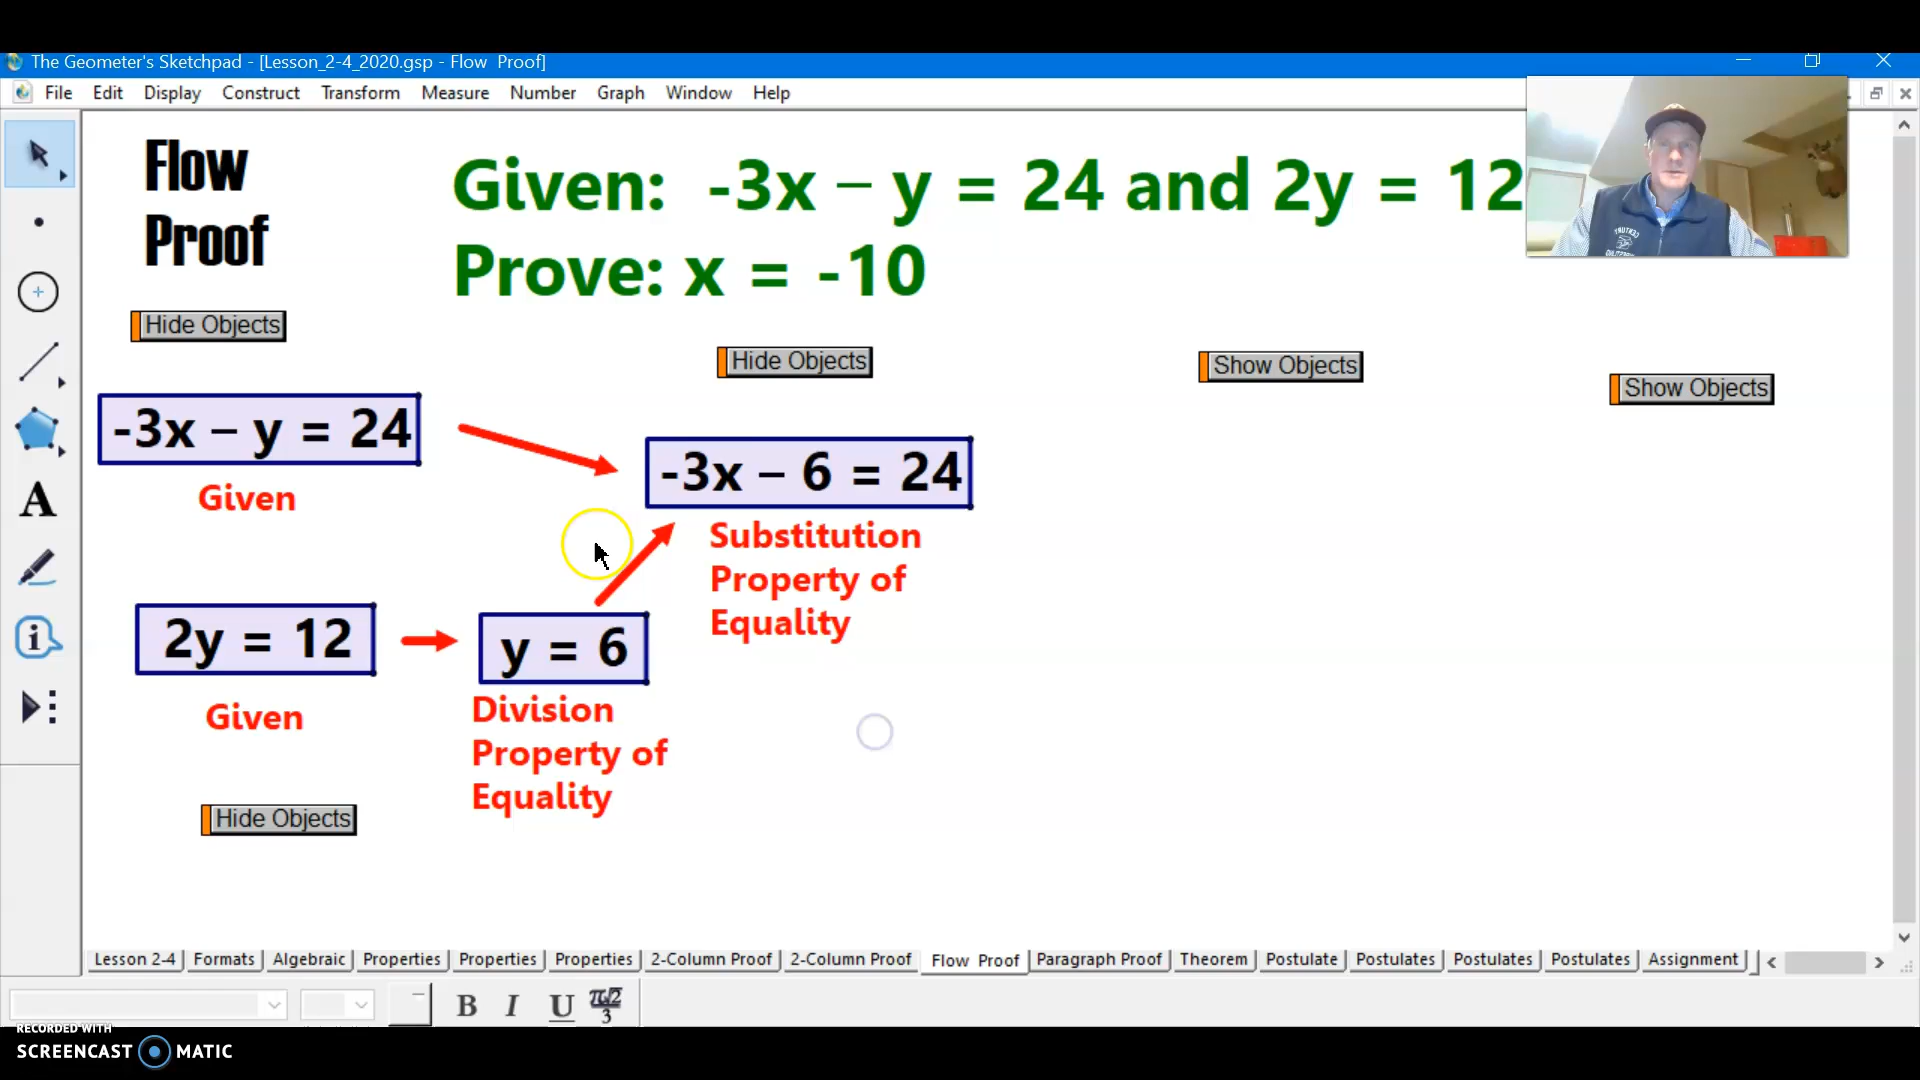 The Geometer's Sketchpad - [Lesson_2-4_2020.gsp - Flow Proof]
File Edit Display Construct Transform Measure Number Graph Window Help
Flow
Proof
Given: -3x – y = 24 and 2y = 12
Prove: x = -10
Hide Objects
Hide Objects
Show Objects
Show Objects
-3x – y = 24
Given
-3x – 6 = 24
Substitution
Property of
Equality
2y = 12
Given
y = 6
Division
Property of
Equality
Hide Objects
A
Lesson 2-4 Formats Algebraic Properties Properties Properties 2-Column Proof 2-Column Proof Flow Proof Paragraph Proof Theorem Postulate Postulates Postulates Postulates Assignment
B I U
RECORDED WITH
SCREENCAST MATIC